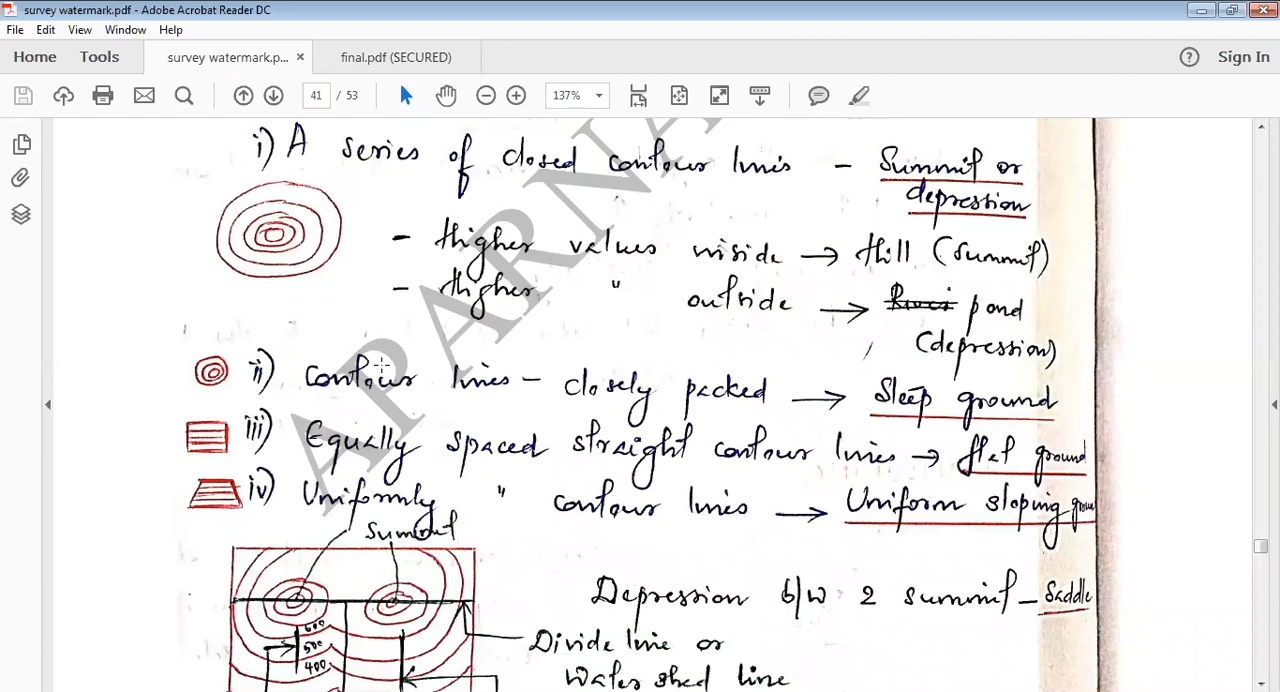 survey watermark.pdf - Adobe Acrobat Reader DC
File Edit View Window Help
Home Tools survey watermark.p... × final.pdf (SECURED) Sign In
41 / 53 137%
i) A series of closed contour lines - Summit or
depression
- Higher values inside → Hill (Summit)
- Higher " outside → pond
(depression)
ii) Contour lines - closely packed → Steep ground
iii) Equally spaced straight contour lines → flat ground
iv) Uniformly " contour lines → Uniform sloping
Summit
Depression b/w 2 summit - Saddle
600
500
400
Divide line or
Water shed line
APARNA